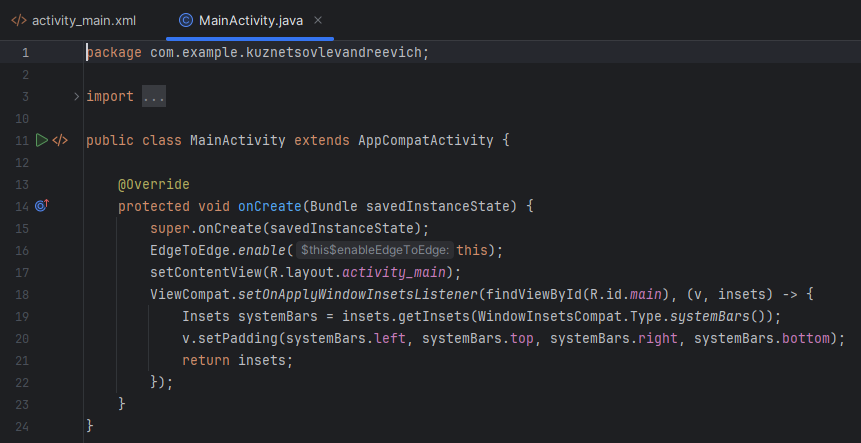 activity_main.xml MainActivity.java
1 package com.example.kuznetsovlevandreevich;
2
3 import ...
10
11 public class MainActivity extends AppCompatActivity {
12
13 @Override
14 protected void onCreate(Bundle savedInstanceState) {
15 super.onCreate(savedInstanceState);
16 EdgeToEdge.enable( $this$enableEdgeToEdge: this);
17 setContentView(R.layout.activity_main);
18 ViewCompat.setOnApplyWindowInsetsListener(findViewById(R.id.main), (v, insets) -> {
19 Insets systemBars = insets.getInsets(WindowInsetsCompat.Type.systemBars());
20 v.setPadding(systemBars.left, systemBars.top, systemBars.right, systemBars.bottom);
21 return insets;
22 });
23 }
24 }